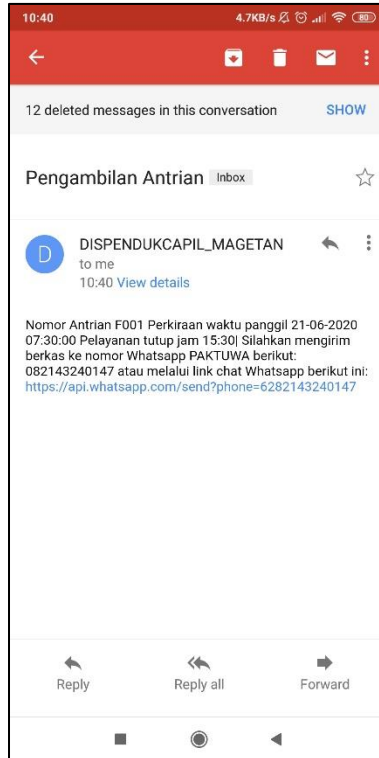 10:40 4.7KB/s 80
12 deleted messages in this conversation SHOW
Pengambilan Antrian Inbox
D
DISPENDUKCAPIL_MAGETAN
to me
10:40 View details
Nomor Antrian F001 Perkiraan waktu panggil 21-06-2020
07:30:00 Pelayanan tutup jam 15:30| Silahkan mengirim
berkas ke nomor Whatsapp PAKTUWA berikut:
082143240147 atau melalui link chat Whatsapp berikut ini:
https://api.whatsapp.com/send?phone=6282143240147
Reply Reply all Forward